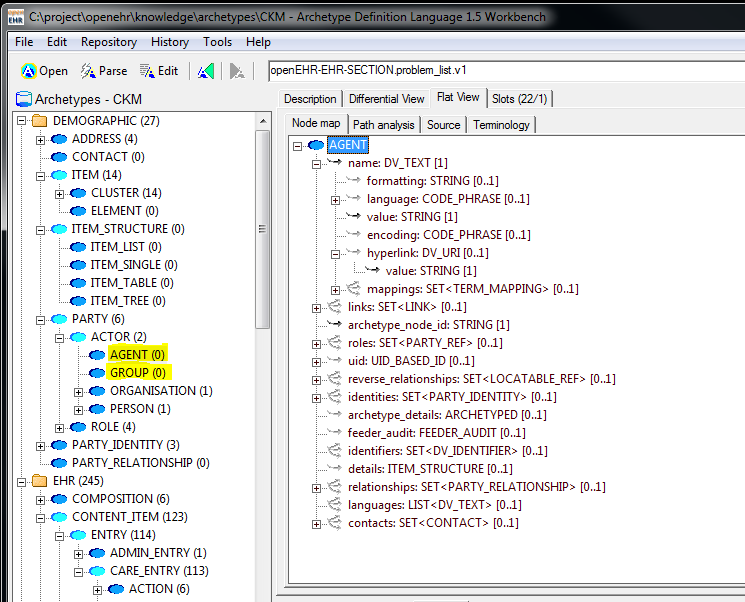 C:\project\openehr\knowledge\archetypes\CKM - Archetype Definition Language 1.5 Workbench
File Edit Repository History Tools Help
Open Parse Edit openEHR-EHR-SECTION.problem_list.v1
Archetypes - CKM
DEMOGRAPHIC (27)
ADDRESS (4)
CONTACT (0)
ITEM (14)
CLUSTER (14)
ELEMENT (0)
ITEM_STRUCTURE (0)
ITEM_LIST (0)
ITEM_SINGLE (0)
ITEM_TABLE (0)
ITEM_TREE (0)
PARTY (6)
ACTOR (2)
AGENT (0)
GROUP (0)
ORGANISATION (1)
PERSON (1)
ROLE (4)
PARTY_IDENTITY (3)
PARTY_RELATIONSHIP (0)
EHR (245)
COMPOSITION (6)
CONTENT_ITEM (123)
ENTRY (114)
ADMIN_ENTRY (1)
CARE_ENTRY (113)
ACTION (6)
Description Differential View Flat View Slots (22/1)
Node map Path analysis Source Terminology
AGENT
name: DV_TEXT [1]
formatting: STRING [0..1]
language: CODE_PHRASE [0..1]
value: STRING [1]
encoding: CODE_PHRASE [0..1]
hyperlink: DV_URI [0..1]
value: STRING [1]
mappings: SET<TERM_MAPPING> [0..1]
links: SET<LINK> [0..1]
archetype_node_id: STRING [1]
roles: SET<PARTY_REF> [0..1]
uid: UID_BASED_ID [0..1]
reverse_relationships: SET<LOCATABLE_REF> [0..1]
identities: SET<PARTY_IDENTITY> [0..1]
archetype_details: ARCHETYPED [0..1]
feeder_audit: FEEDER_AUDIT [0..1]
identifiers: SET<DV_IDENTIFIER> [0..1]
details: ITEM_STRUCTURE [0..1]
relationships: SET<PARTY_RELATIONSHIP> [0..1]
languages: LIST<DV_TEXT> [0..1]
contacts: SET<CONTACT> [0..1]